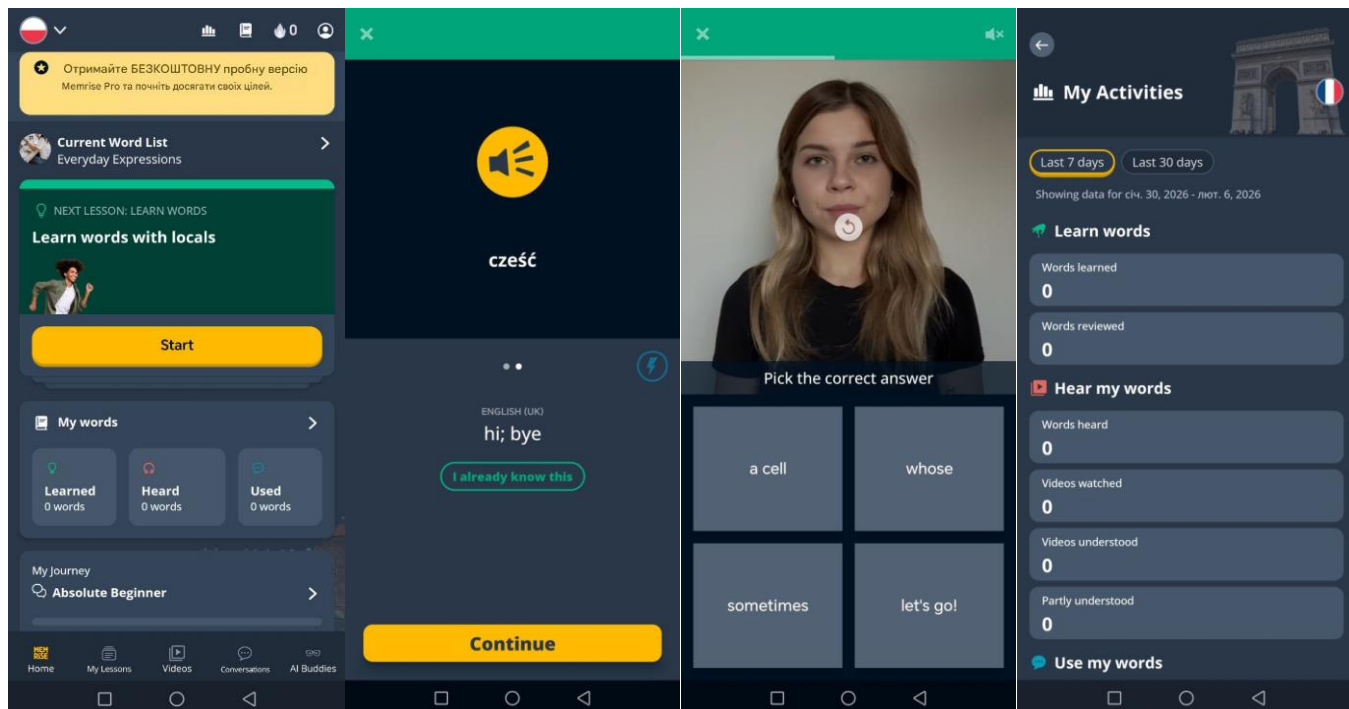 0
Отримайте БЕЗКОШТОВНУ пробну версію
Memrise Pro та почніть досягати своїх цілей.
Current Word List
Everyday Expressions
NEXT LESSON: LEARN WORDS
Learn words with locals
Start
My words
Learned
0 words
Heard
0 words
Used
0 words
My Journey
Absolute Beginner
MEM
RISE
Home
My Lessons
Videos
Conversations
AI Buddies
cześć
ENGLISH (UK)
hi; bye
I already know this
Continue
Pick the correct answer
a cell
whose
sometimes
let's go!
My Activities
Last 7 days
Last 30 days
Showing data for січ. 30, 2026 - лют. 6, 2026
Learn words
Words learned
0
Words reviewed
0
Hear my words
Words heard
0
Videos watched
0
Videos understood
0
Partly understood
0
Use my words